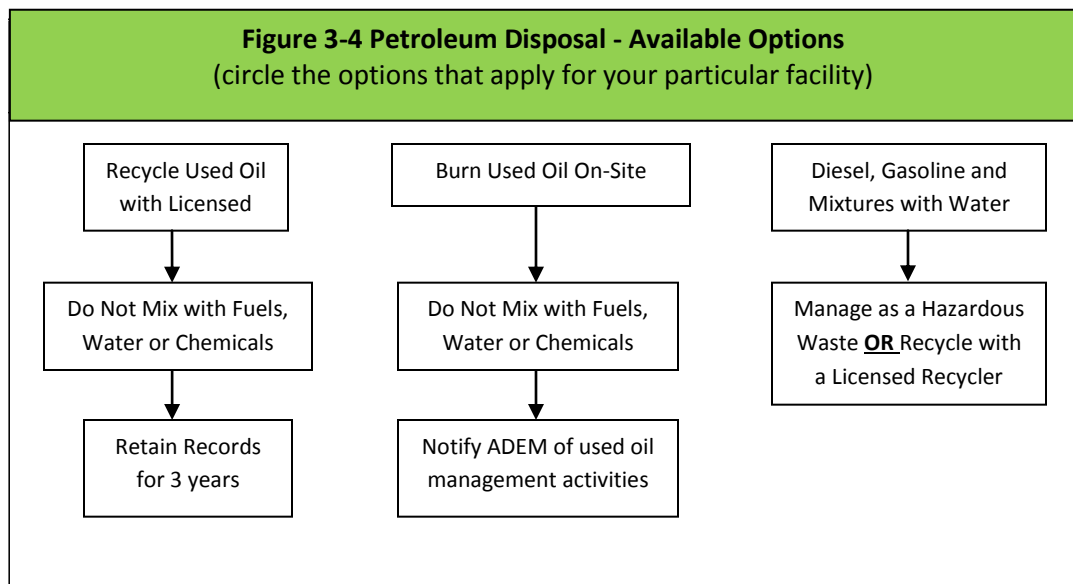 Figure 3-4 Petroleum Disposal - Available Options
(circle the options that apply for your particular facility)
Recycle Used Oil
with Licensed
Do Not Mix with Fuels,
Water or Chemicals
Retain Records
for 3 years
Burn Used Oil On-Site
Do Not Mix with Fuels,
Water or Chemicals
Notify ADEM of used oil
management activities
Diesel, Gasoline and
Mixtures with Water
Manage as a Hazardous
Waste OR Recycle with
a Licensed Recycler